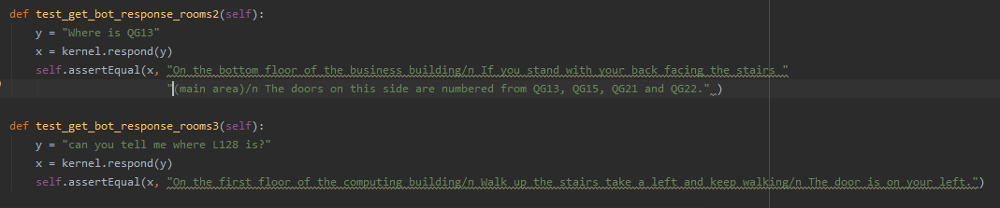 def test_get_bot_response_rooms2(self):
    y = "Where is QG13"
    x = kernel.respond(y)
    self.assertEqual(x, "On the bottom floor of the business building/n If you stand with your back facing the stairs "
                        "(main area)/n The doors on this side are numbered from QG13, QG15, QG21 and QG22." )
def test_get_bot_response_rooms3(self):
    y = "can you tell me where L128 is?"
    x = kernel.respond(y)
    self.assertEqual(x, "On the first floor of the computing building/n Walk up the stairs take a left and keep walking/n The door is on your left.")